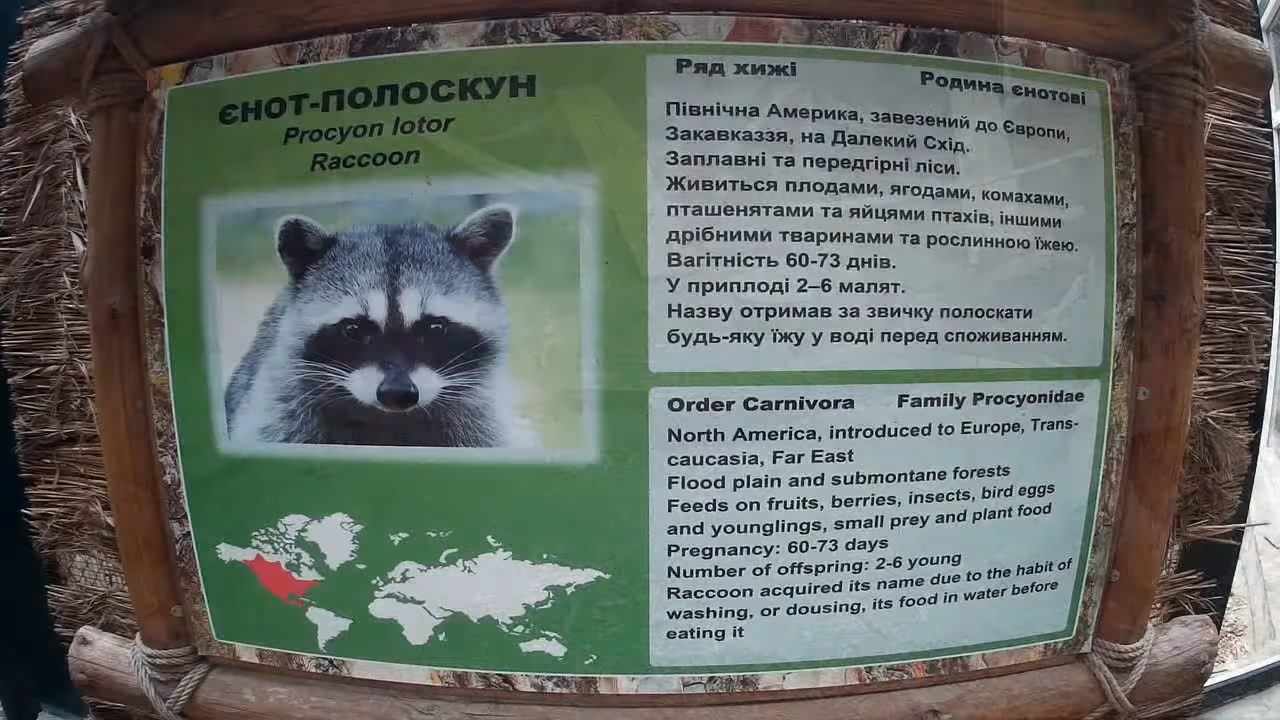 ЄНОТ-ПОЛОСКУН
Procyon lotor
Raccoon
Ряд хижі Родина єнотові
Північна Америка, завезений до Європи,
Закавказзя, на Далекий Схід.
Заплавні та передгірні ліси.
Живиться плодами, ягодами, комахами,
пташенятами та яйцями птахів, іншими
дрібними тваринами та рослинною їжею.
Вагітність 60-73 днів.
У приплоді 2–6 малят.
Назву отримав за звичку полоскати
будь-яку їжу у воді перед споживанням.
Order Carnivora Family Procyonidae
North America, introduced to Europe, Trans-
caucasia, Far East
Flood plain and submontane forests
Feeds on fruits, berries, insects, bird eggs
and younglings, small prey and plant food
Pregnancy: 60-73 days
Number of offspring: 2-6 young
Raccoon acquired its name due to the habit of
washing, or dousing, its food in water before
eating it